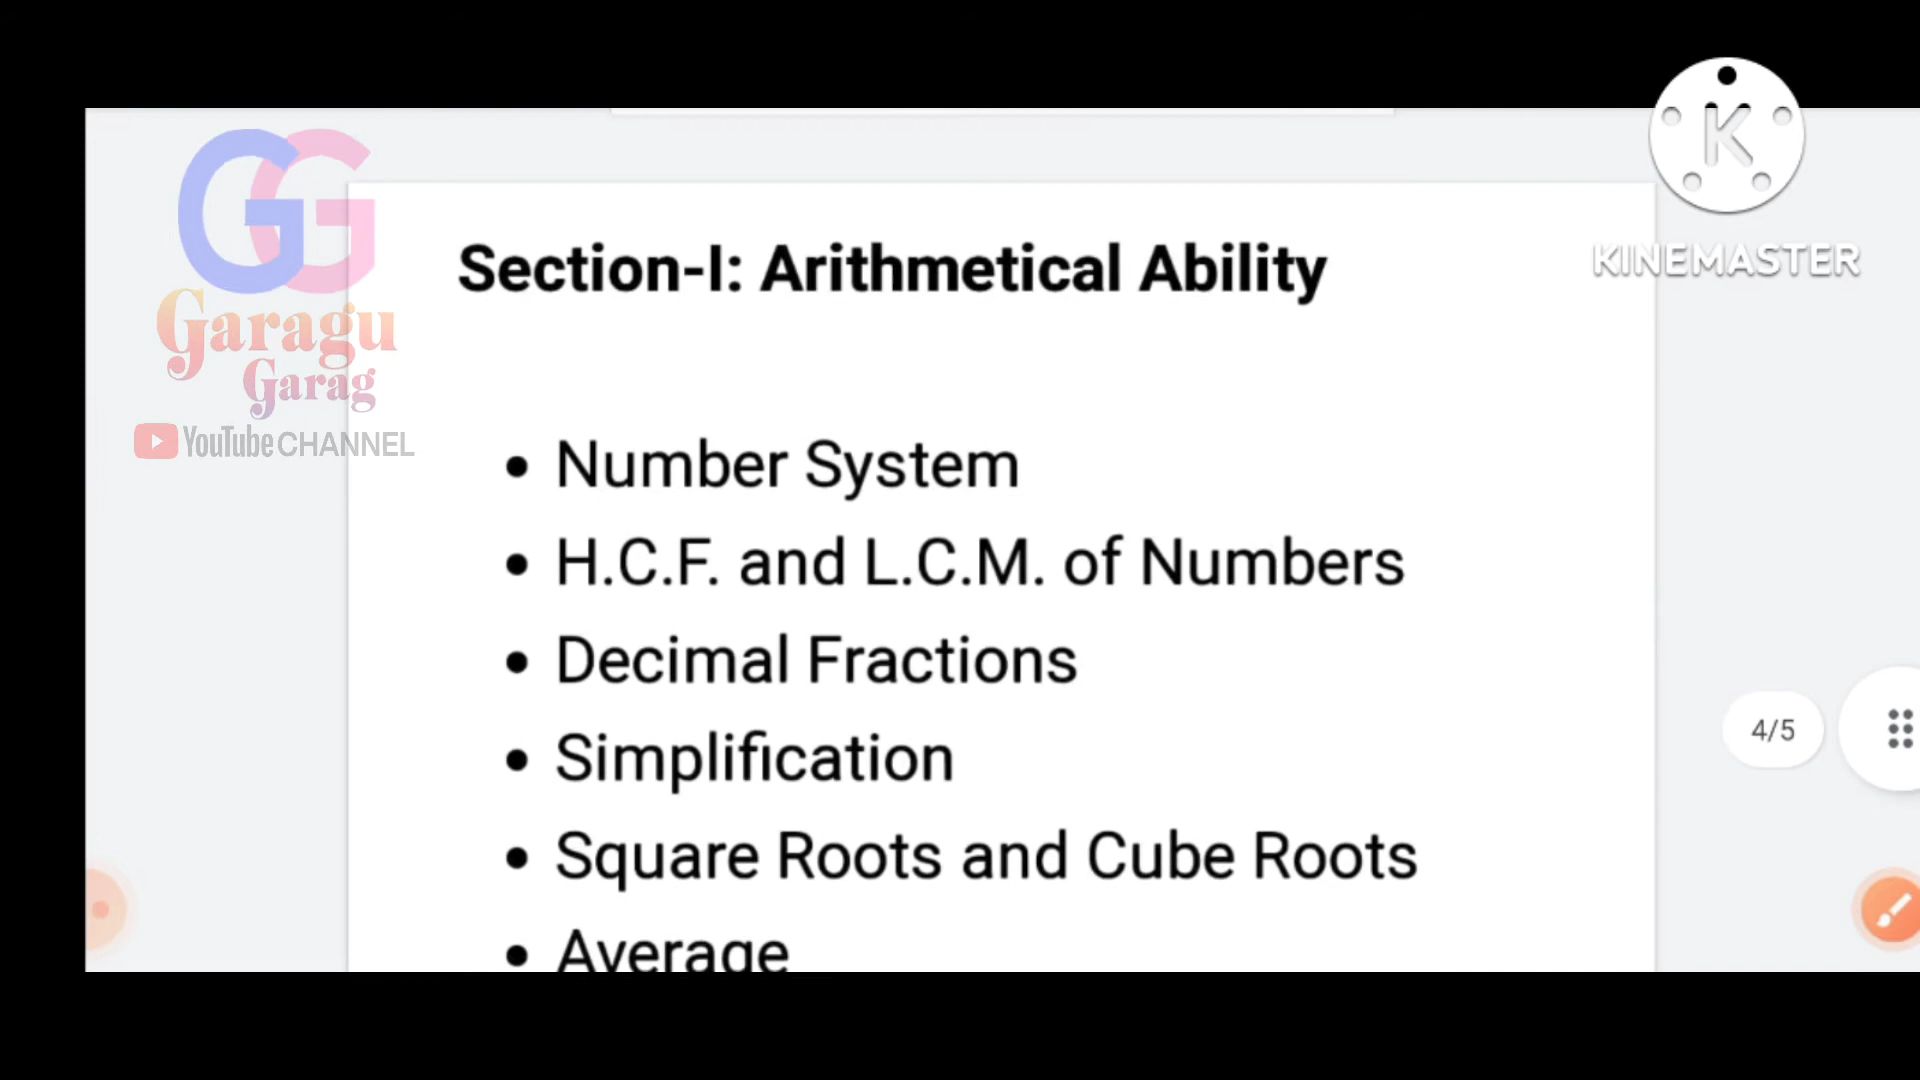 GG
Garagu
Garag
YouTube CHANNEL
K
KINEMASTER
Section-I: Arithmetical Ability
• Number System
• H.C.F. and L.C.M. of Numbers
• Decimal Fractions
• Simplification
• Square Roots and Cube Roots
• Average
4/5